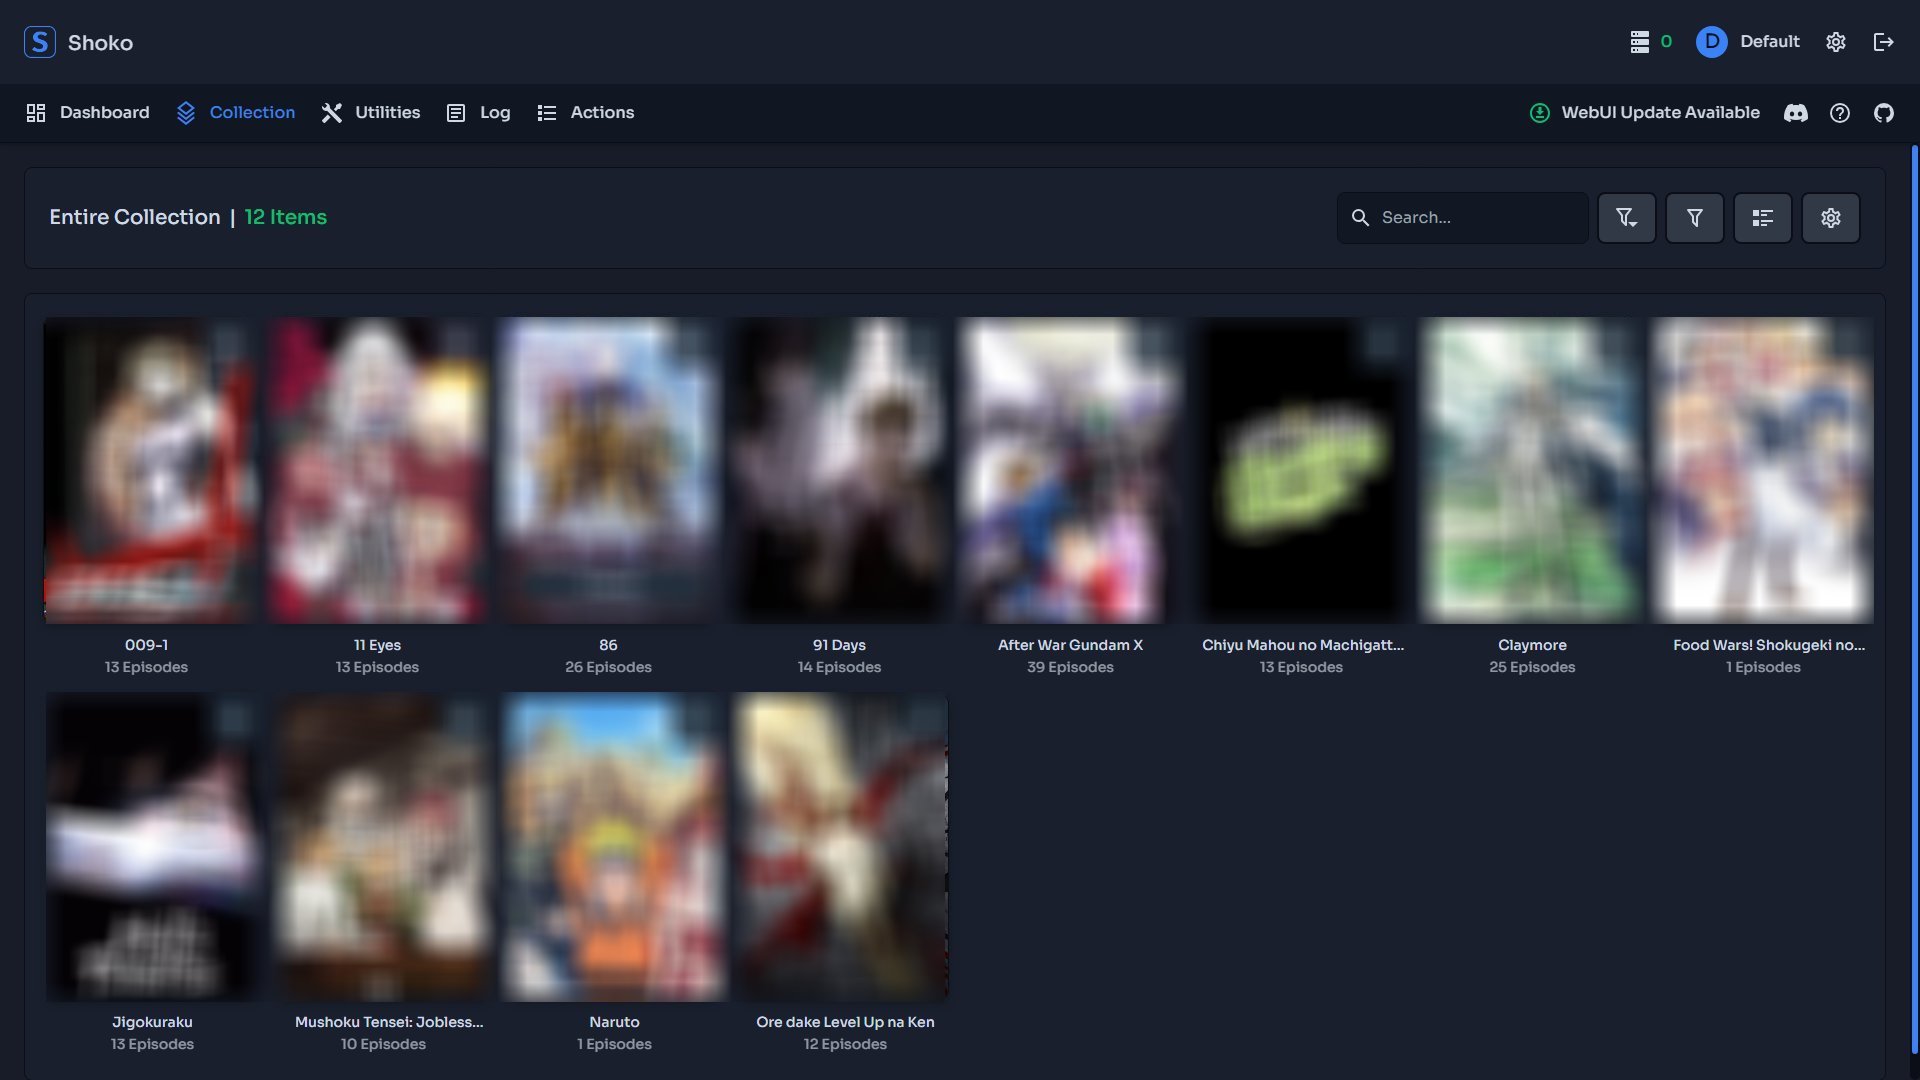 S Shoko
0 D Default
Dashboard Collection Utilities Log Actions
WebUI Update Available
Entire Collection | 12 Items
Search...
009-1
13 Episodes
11 Eyes
13 Episodes
86
26 Episodes
91 Days
14 Episodes
After War Gundam X
39 Episodes
Chiyu Mahou no Machigatt...
13 Episodes
Claymore
25 Episodes
Food Wars! Shokugeki no...
1 Episodes
Jigokuraku
13 Episodes
Mushoku Tensei: Jobless...
10 Episodes
Naruto
1 Episodes
Ore dake Level Up na Ken
12 Episodes